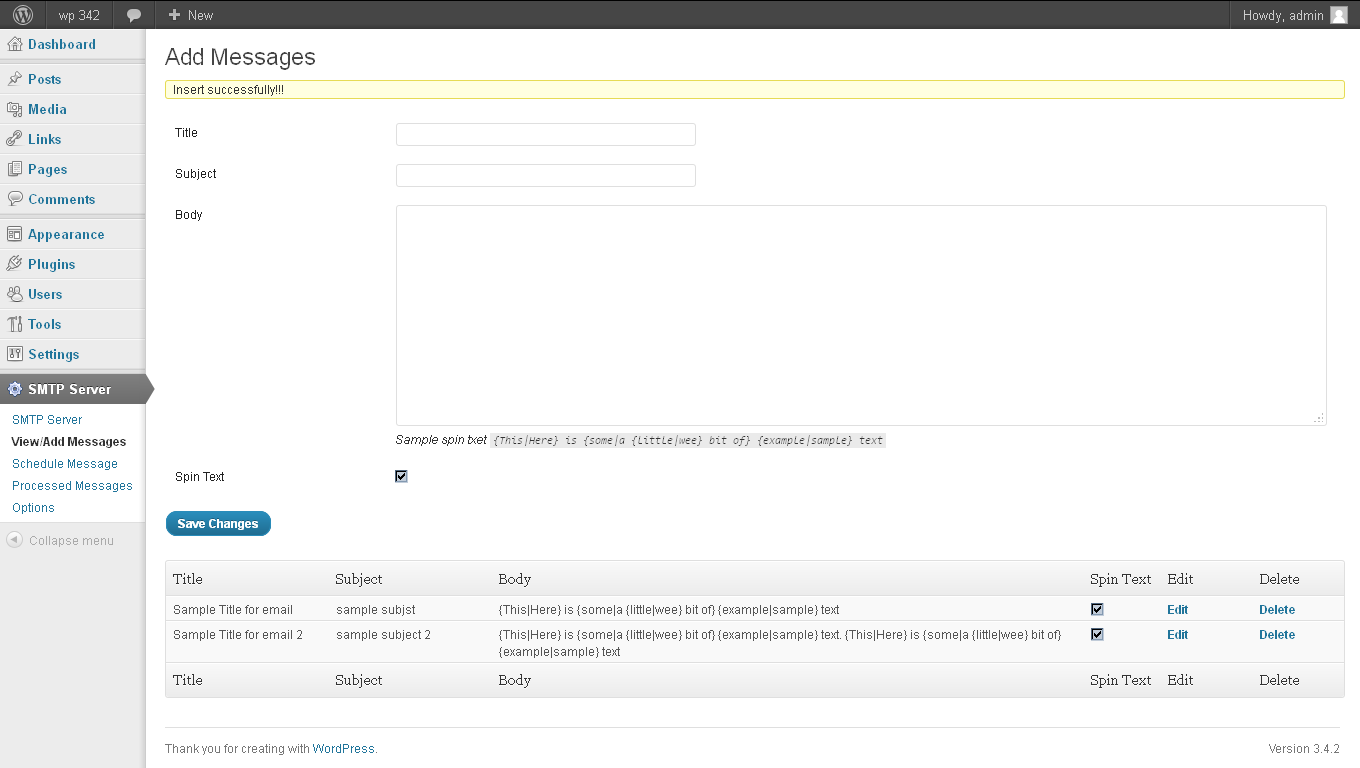 wp 342
New
Howdy, admin
Dashboard
Posts
Media
Links
Pages
Comments
Appearance
Plugins
Users
Tools
Settings
SMTP Server
SMTP Server
View/Add Messages
Schedule Message
Processed Messages
Options
Collapse menu
Add Messages
Insert successfully!!!
Title
Subject
Body
Sample spin txet {This|Here} is {some|a {little|wee} bit of} {example|sample} text
Spin Text
Save Changes
Title Subject Body Spin Text Edit Delete
Sample Title for email sample subjst {This|Here} is {some|a {little|wee} bit of} {example|sample} text Edit Delete
Sample Title for email 2 sample subject 2 {This|Here} is {some|a {little|wee} bit of} {example|sample} text. {This|Here} is {some|a {little|wee} bit of} Edit Delete
{example|sample} text
Title Subject Body Spin Text Edit Delete
Thank you for creating with WordPress.
Version 3.4.2